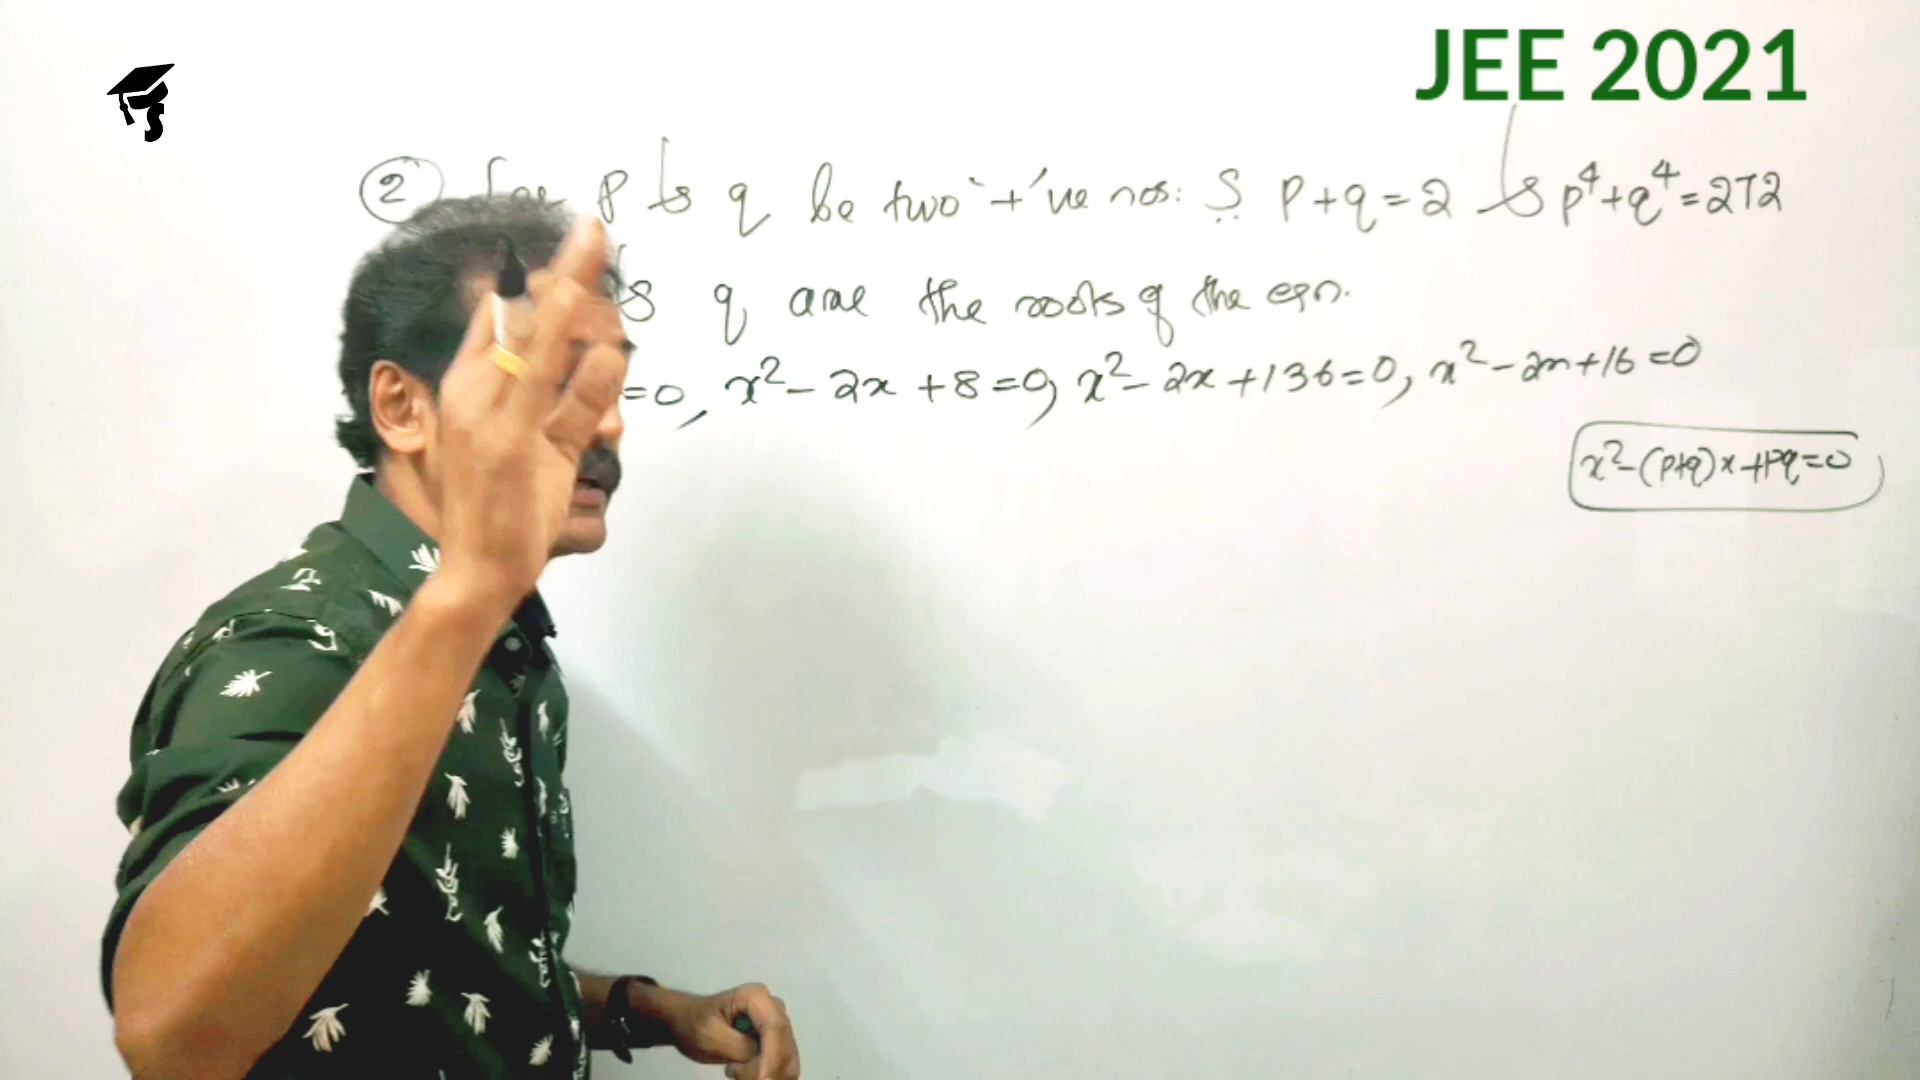 JEE 2021
② For p & q be two +'ve nos: S. p+q=2 & p⁴+q⁴=272
& q are the roots of the eqn.
=0, x²-2x+8=0, x²-2x+136=0, x²-2x+16=0
x²-(p+q)x+pq=0